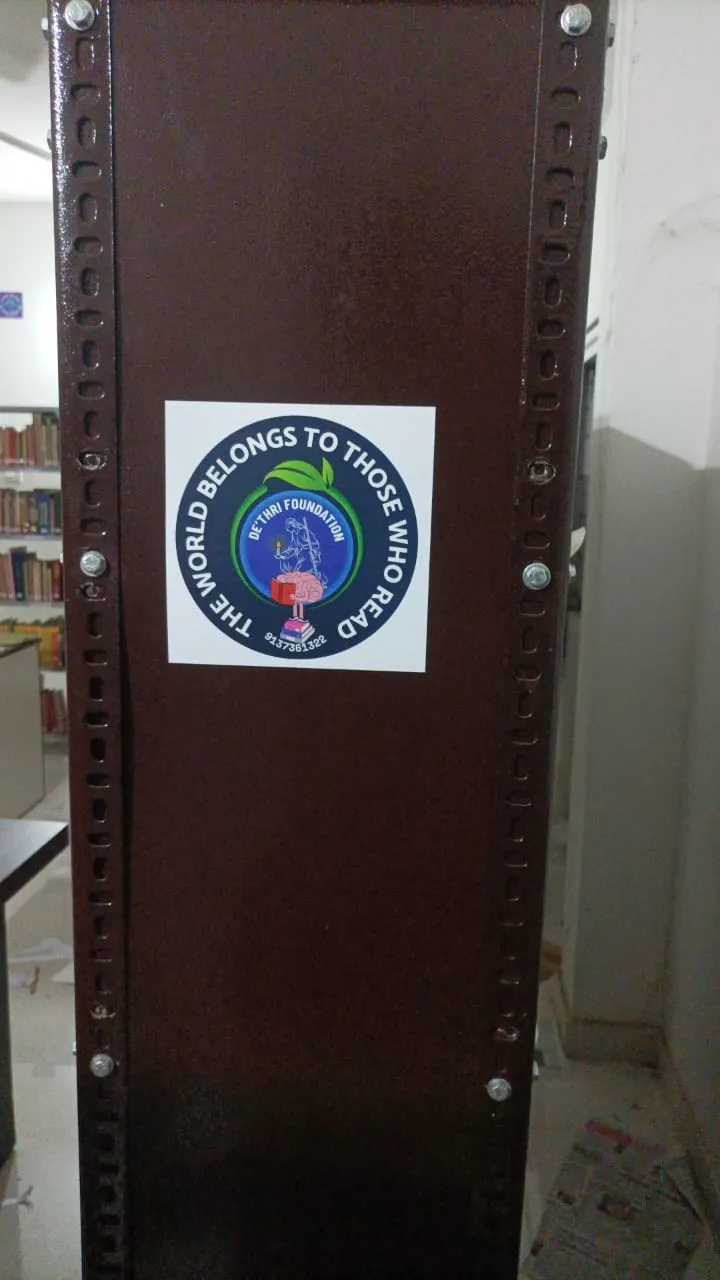 THE WORLD BELONGS TO THOSE WHO READ
DE'THRI FOUNDATION
9137361322